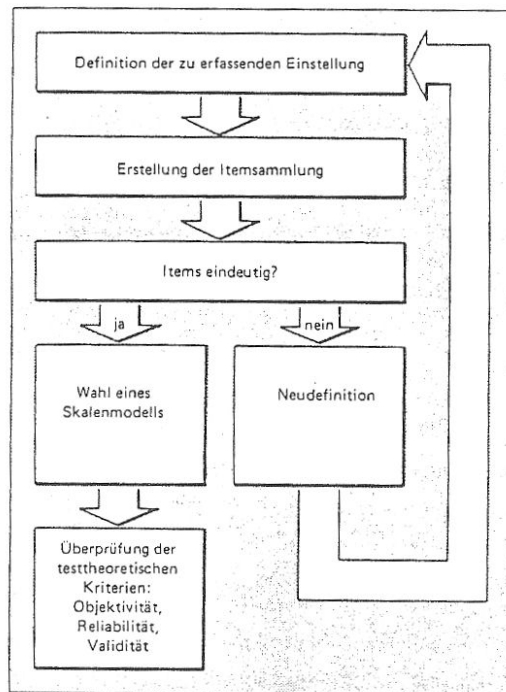 Definition der zu erfassenden Einstellung
Erstellung der Itemsammlung
Items eindeutig?
ja
nein
Wahl eines
Skalenmodells
Neudefinition
Überprüfung der
testtheoretischen
Kriterien:
Objektivität,
Reliabilität,
Validität